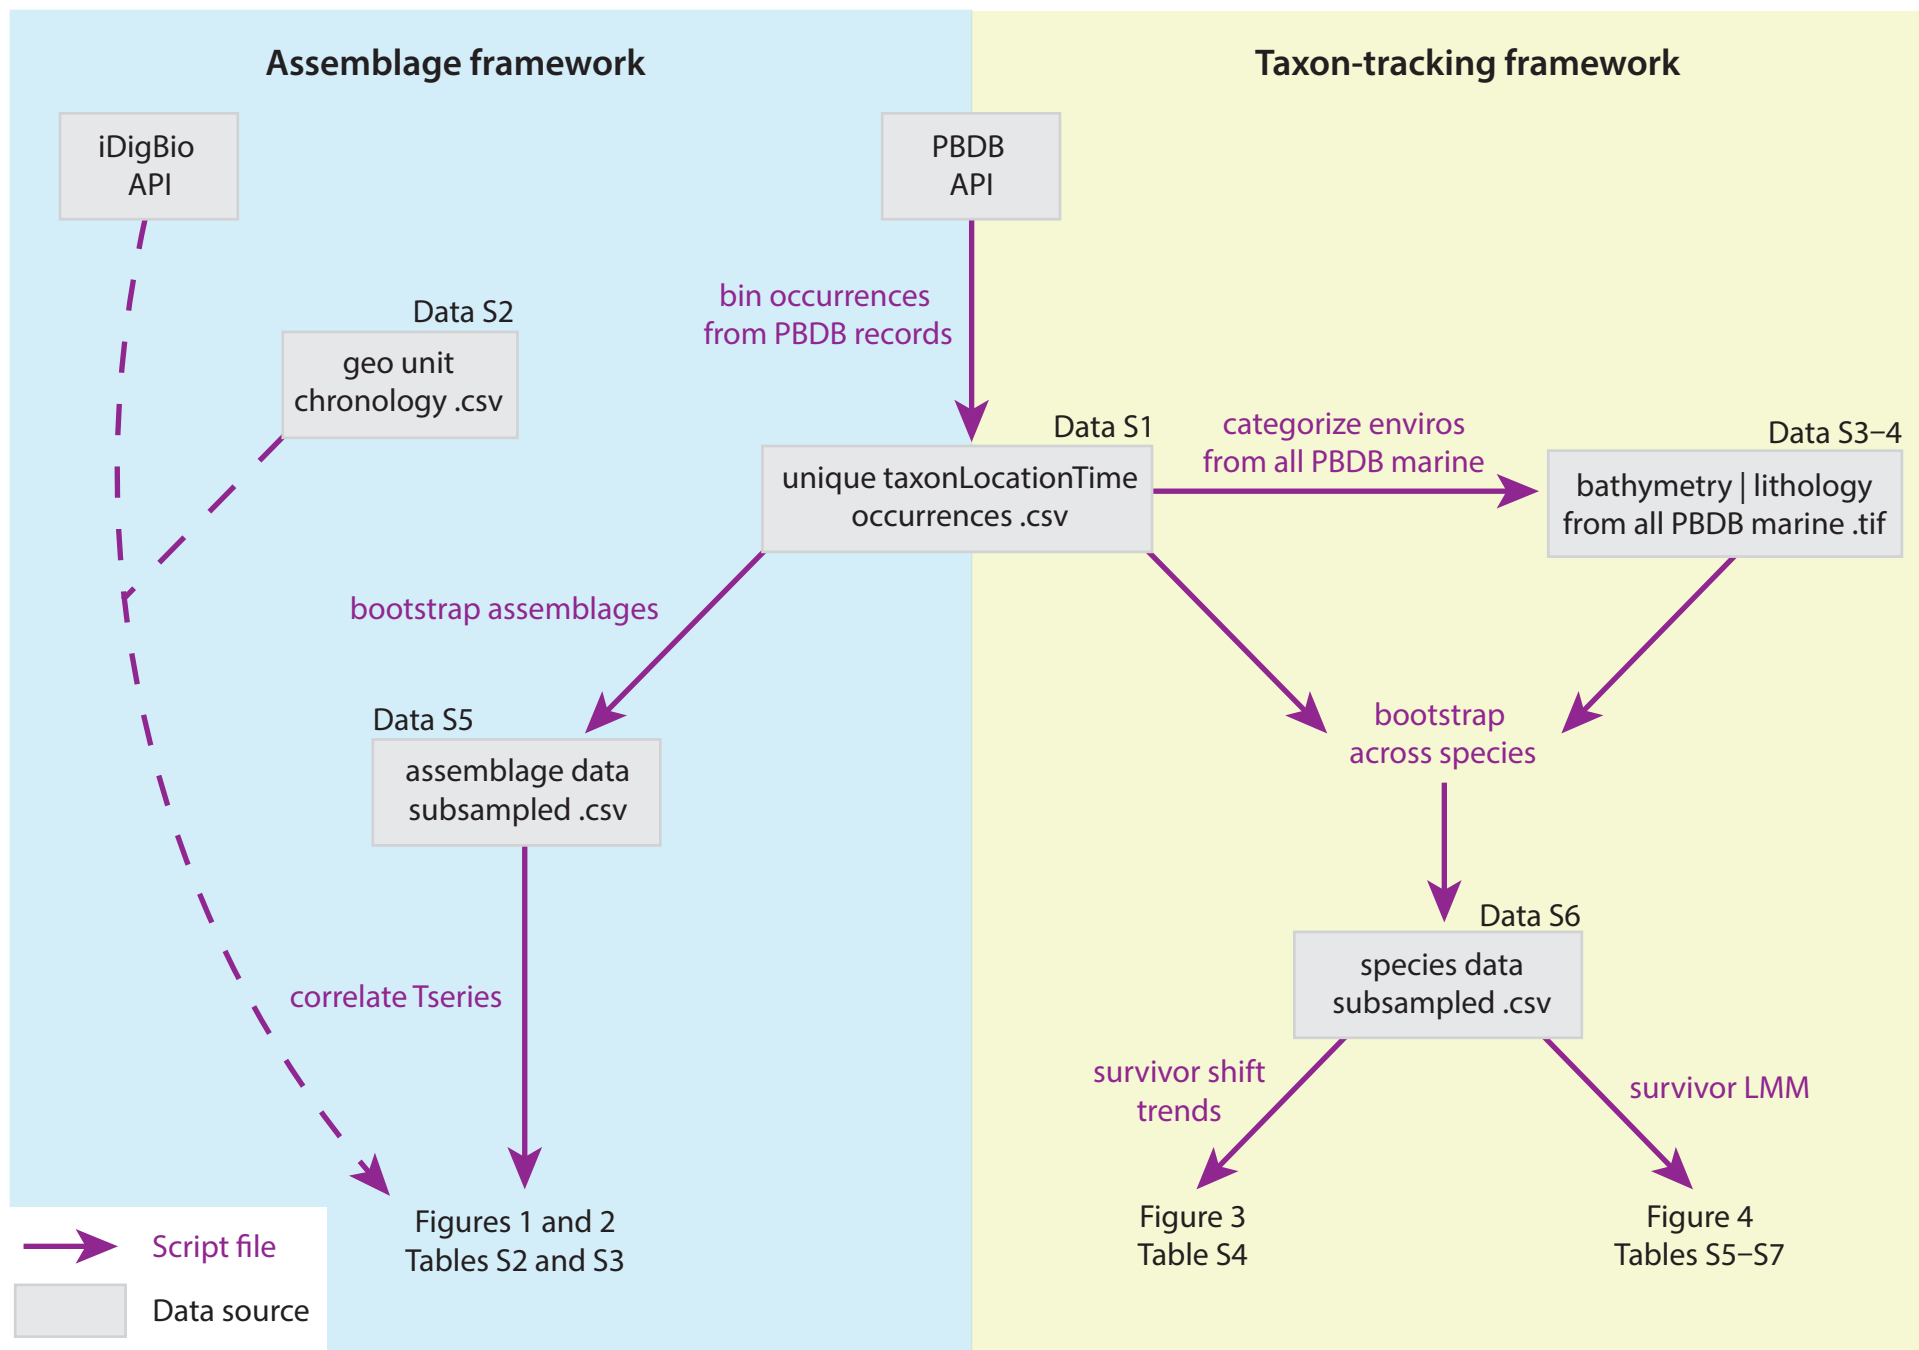 Assemblage framework
Taxon-tracking framework
iDigBio
API
PBDB
API
bin occurrences
from PBDB records
Data S2
geo unit
chronology .csv
Data S1
unique taxonLocationTime
occurrences .csv
categorize enviros
from all PBDB marine
Data S3–4
bathymetry | lithology
from all PBDB marine .tif
bootstrap assemblages
Data S5
assemblage data
subsampled .csv
bootstrap
across species
Data S6
species data
subsampled .csv
correlate Tseries
survivor shift
trends
survivor LMM
Figures 1 and 2
Tables S2 and S3
Figure 3
Table S4
Figure 4
Tables S5–S7
Script file
Data source